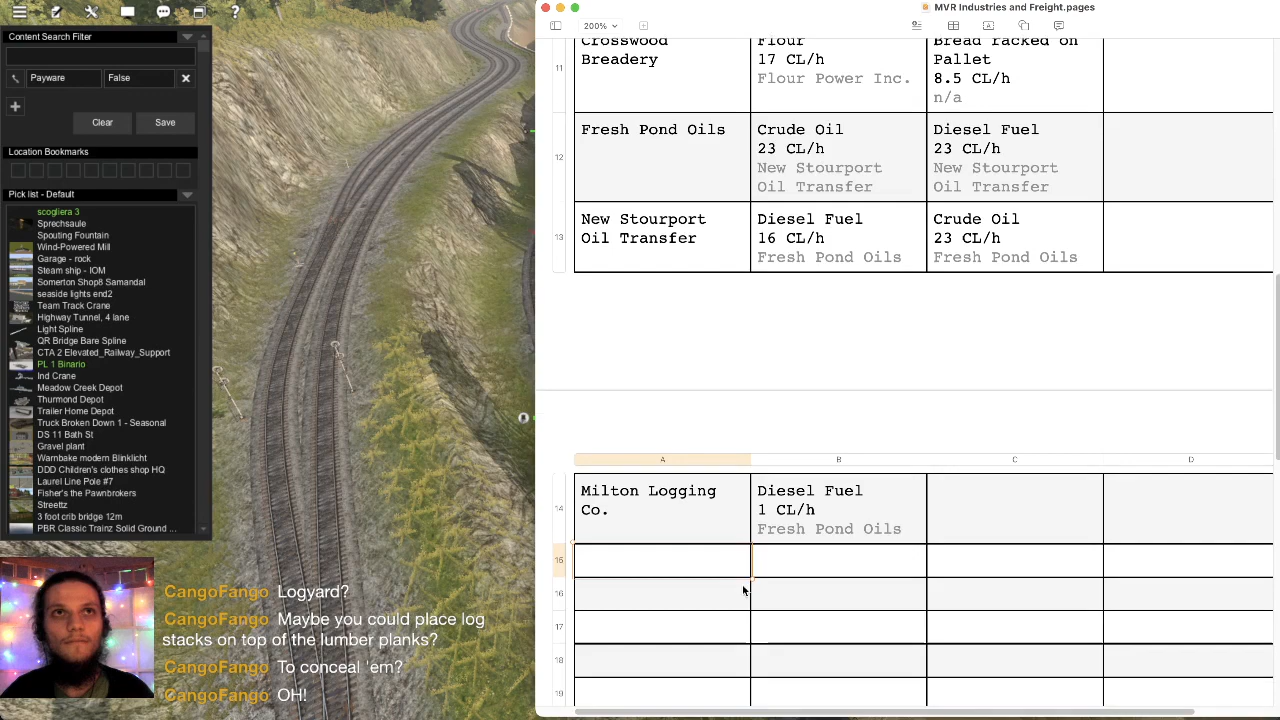 MVR Industries and Freight.pages
200%
Content Search Filter
Payware
False
Clear
Save
Location Bookmarks
Pick list - Default
scogliera 3
Sprechsaule
Spouting Fountain
Wind-Powered Mill
Garage - rock
Steam ship - IOM
Somerton Shop8 Samandal
seaside lights end2
Team Track Crane
Highway Tunnel, 4 lane
Light Spline
QR Bridge Bare Spline
CTA 2 Elevated_Railway_Support
PL 1 Binario
Ind Crane
Meadow Creek Depot
Thurmond Depot
Trailer Home Depot
Truck Broken Down 1 - Seasonal
DS 11 Bath St
Gravel plant
Warnbake modern Blinklicht
DDD Children's clothes shop HQ
Laurel Line Pole #7
Fisher's the Pawnbrokers
Streettz
3 foot crib bridge 12m
PBR Classic Trainz Solid Ground ...
CangoFango Logyard?
CangoFango Maybe you could place log
stacks on top of the lumber planks?
CangoFango To conceal 'em?
CangoFango OH!
11
Crosswood
Breadery
Flour
17 CL/h
Flour Power Inc.
Bread racked on
Pallet
8.5 CL/h
n/a
12
Fresh Pond Oils
Crude Oil
23 CL/h
New Stourport
Oil Transfer
Diesel Fuel
23 CL/h
New Stourport
Oil Transfer
13
New Stourport
Oil Transfer
Diesel Fuel
16 CL/h
Fresh Pond Oils
Crude Oil
23 CL/h
Fresh Pond Oils
A
B
C
D
14
Milton Logging
Co.
Diesel Fuel
1 CL/h
Fresh Pond Oils
16
17
18
19